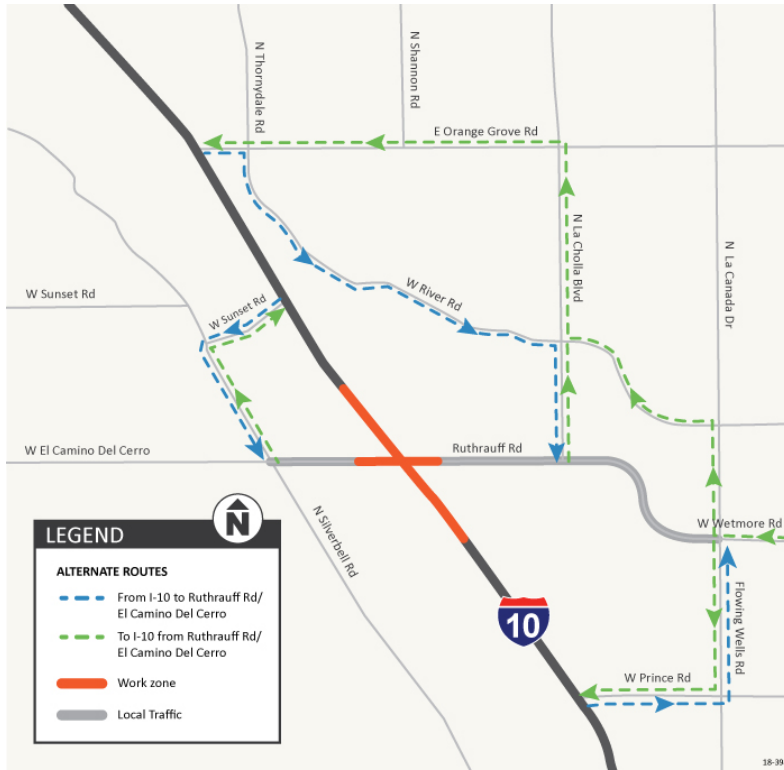 N Thornydale Rd
N Shannon Rd
E Orange Grove Rd
N La Cholla Blvd
N La Canada Dr
W River Rd
W Sunset Rd
W Sunset Rd
W El Camino Del Cerro
Ruthrauff Rd
N Silverbell Rd
W Wetmore Rd
Flowing Wells Rd
W Prince Rd
10
N
LEGEND
ALTERNATE ROUTES
From I-10 to Ruthrauff Rd/
El Camino Del Cerro
To I-10 from Ruthrauff Rd/
El Camino Del Cerro
Work zone
Local Traffic